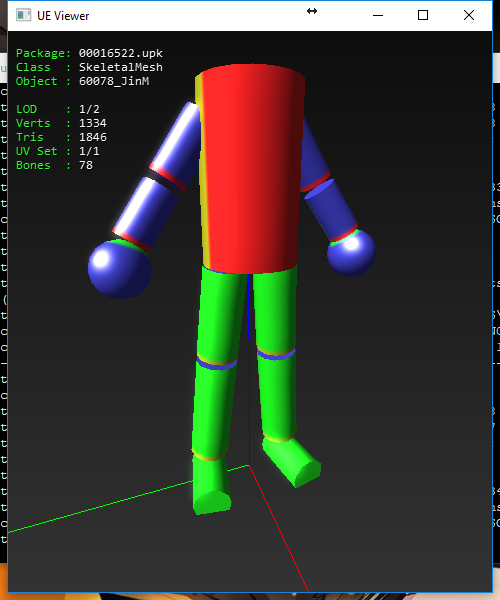 UE Viewer
Package: 00016522.upk
Class  : SkeletalMesh
Object : 60078_JinM
LOD    : 1/2
Verts  : 1334
Tris   : 1846
UV Set : 1/1
Bones  : 78